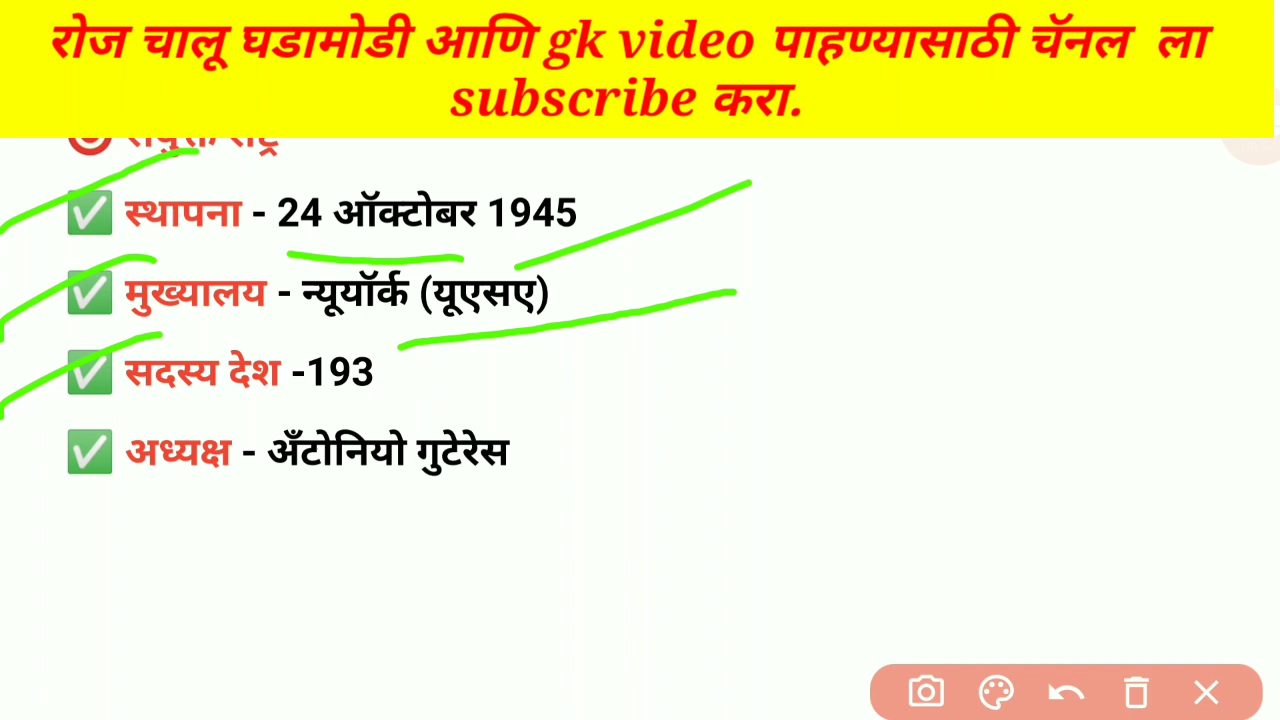 रोज चालू घडामोडी आणि gk video पाहण्यासाठी चॅनल ला
subscribe करा.
स्थापना - 24 ऑक्टोबर 1945
मुख्यालय - न्यूयॉर्क (यूएसए)
सदस्य देश -193
अध्यक्ष - अँटोनियो गुटेरेस